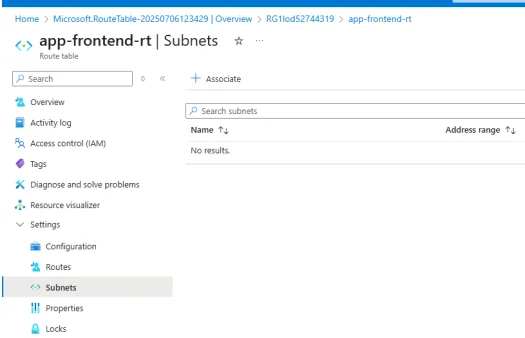 Home > Microsoft.RouteTable-20250706123429 | Overview > RG1lod52744319 > app-frontend-rt
app-frontend-rt | Subnets
Route table
Search
Associate
Overview
Activity log
Access control (IAM)
Tags
Diagnose and solve problems
Resource visualizer
Settings
Configuration
Routes
Subnets
Properties
Locks
Search subnets
Name
Address range
No results.